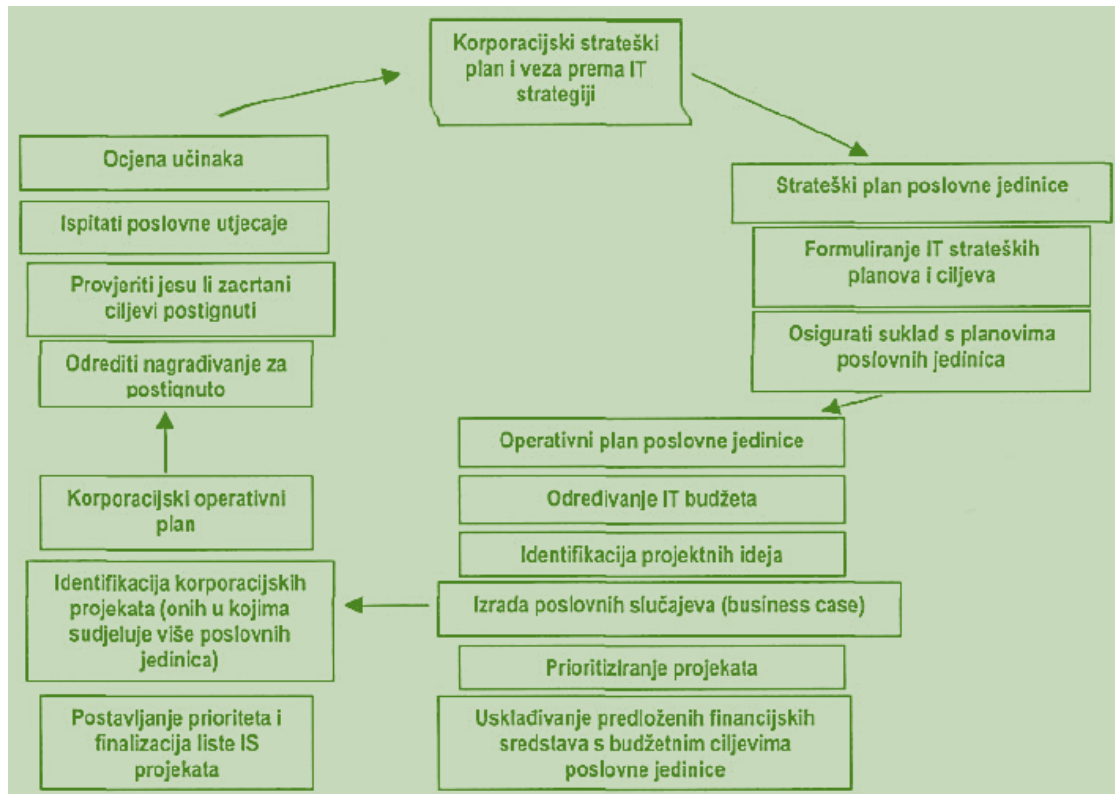 Korporacijski strateški
plan i veza prema IT
strategiji
Strateški plan poslovne jedinice
Formuliranje IT strateških
planova i ciljeva
Osigurati suklad s planovima
poslovnih jedinica
Operativni plan poslovne jedinice
Određivanje IT budžeta
Identifikacija projektnih ideja
Izrada poslovnih slučajeva (business case)
Prioritiziranje projekata
Usklađivanje predloženih financijskih
sredstava s budžetnim ciljevima
poslovne jedinice
Korporacijski operativni
plan
Identifikacija korporacijskih
projekata (onih u kojima
sudjeluje više poslovnih
jedinica)
Postavljanje prioriteta i
finalizacija liste IS
projekata
Ocjena učinaka
Ispitati poslovne utjecaje
Provjeriti jesu li zacrtani
ciljevi postignuti
Odrediti nagrađivanje za
postignuto